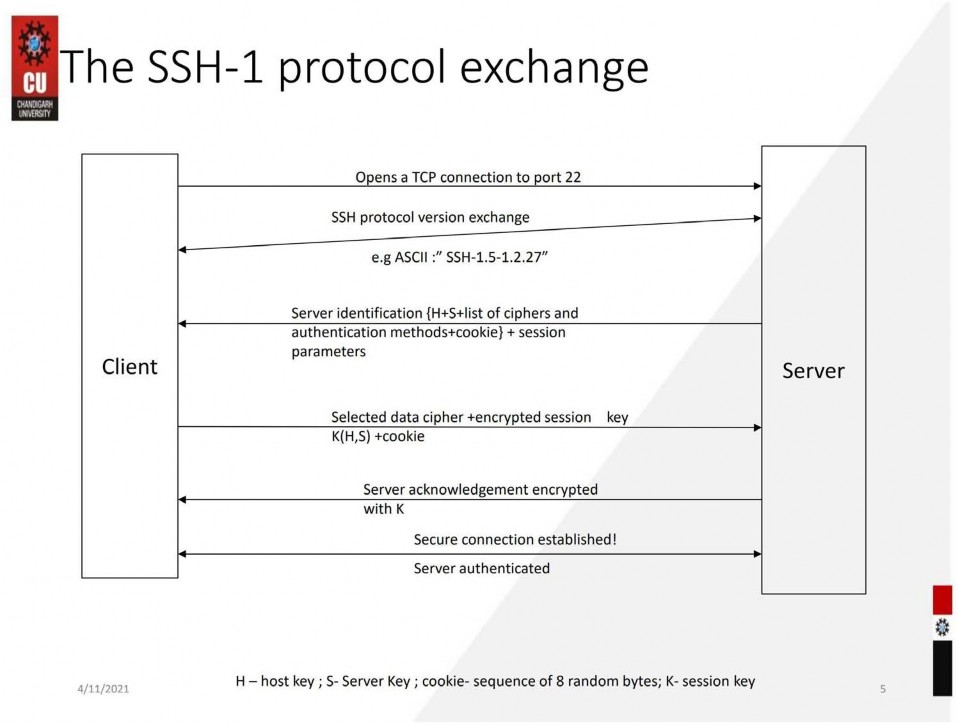 CU
CHANDIGARH
UNIVERSITY
The SSH-1 protocol exchange
Opens a TCP connection to port 22
SSH protocol version exchange
e.g ASCII :” SSH-1.5-1.2.27”
Server identification {H+S+list of ciphers and
authentication methods+cookie} + session
parameters
Client
Server
Selected data cipher +encrypted session key
K(H,S) +cookie
Server acknowledgement encrypted
with K
Secure connection established!
Server authenticated
4/11/2021
H – host key ; S- Server Key ; cookie- sequence of 8 random bytes; K- session key
5